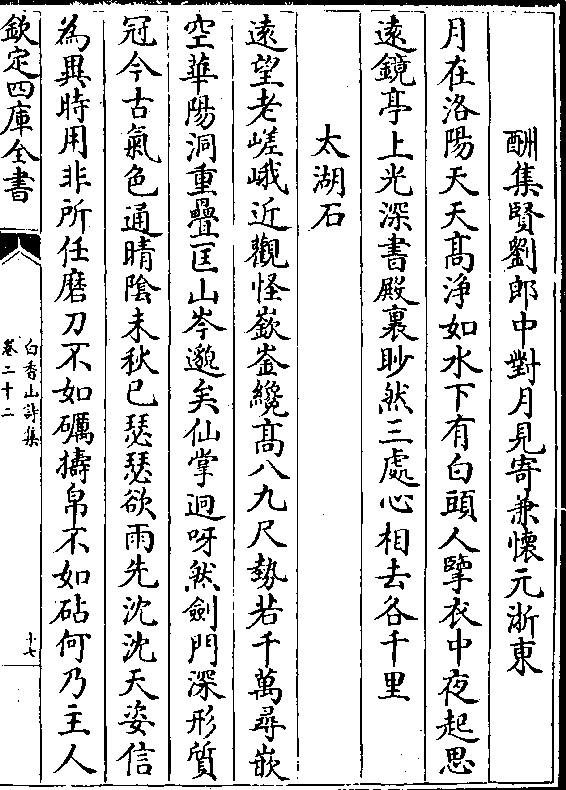 酬集賢劉郎中對月見寄兼懷元浙東
月在洛陽天天高淨如水下有白頭人擥衣中夜起思
遠鏡亭上光深書殿裏眇然三處心相去各千里
太湖石
遠望老嵯峨近觀怪嶔崟纔高八九尺勢若千萬尋嵌
空華陽洞重疊匡山岑邈矣仙掌迥呀然劍門深形質
冠今古氣色通晴陰未秋已瑟瑟欲雨先沈沈天姿信
為異時用非所任磨刀不如礪擣帛不如砧何乃主人
欽定四庫全書
白香山詩集
卷二十二
十七